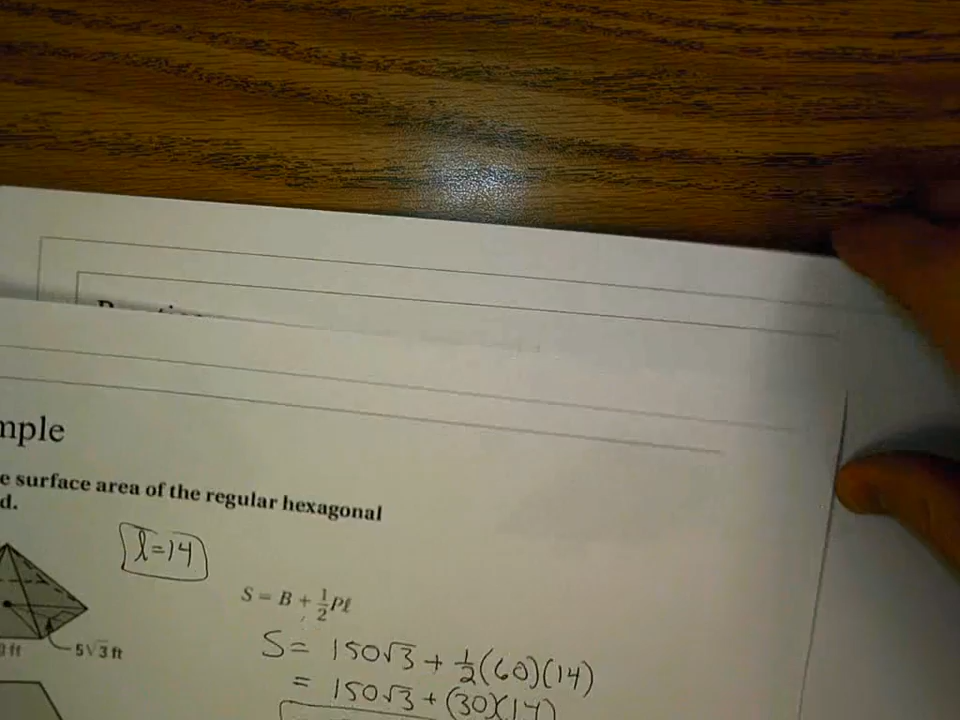 mple
e surface area of the regular hexagonal
d.
l=14
S = B + 1/2 Pℓ
5√3 ft
ft
S = 150√3 + 1/2(60)(14)
= 150√3 + (30)(14)